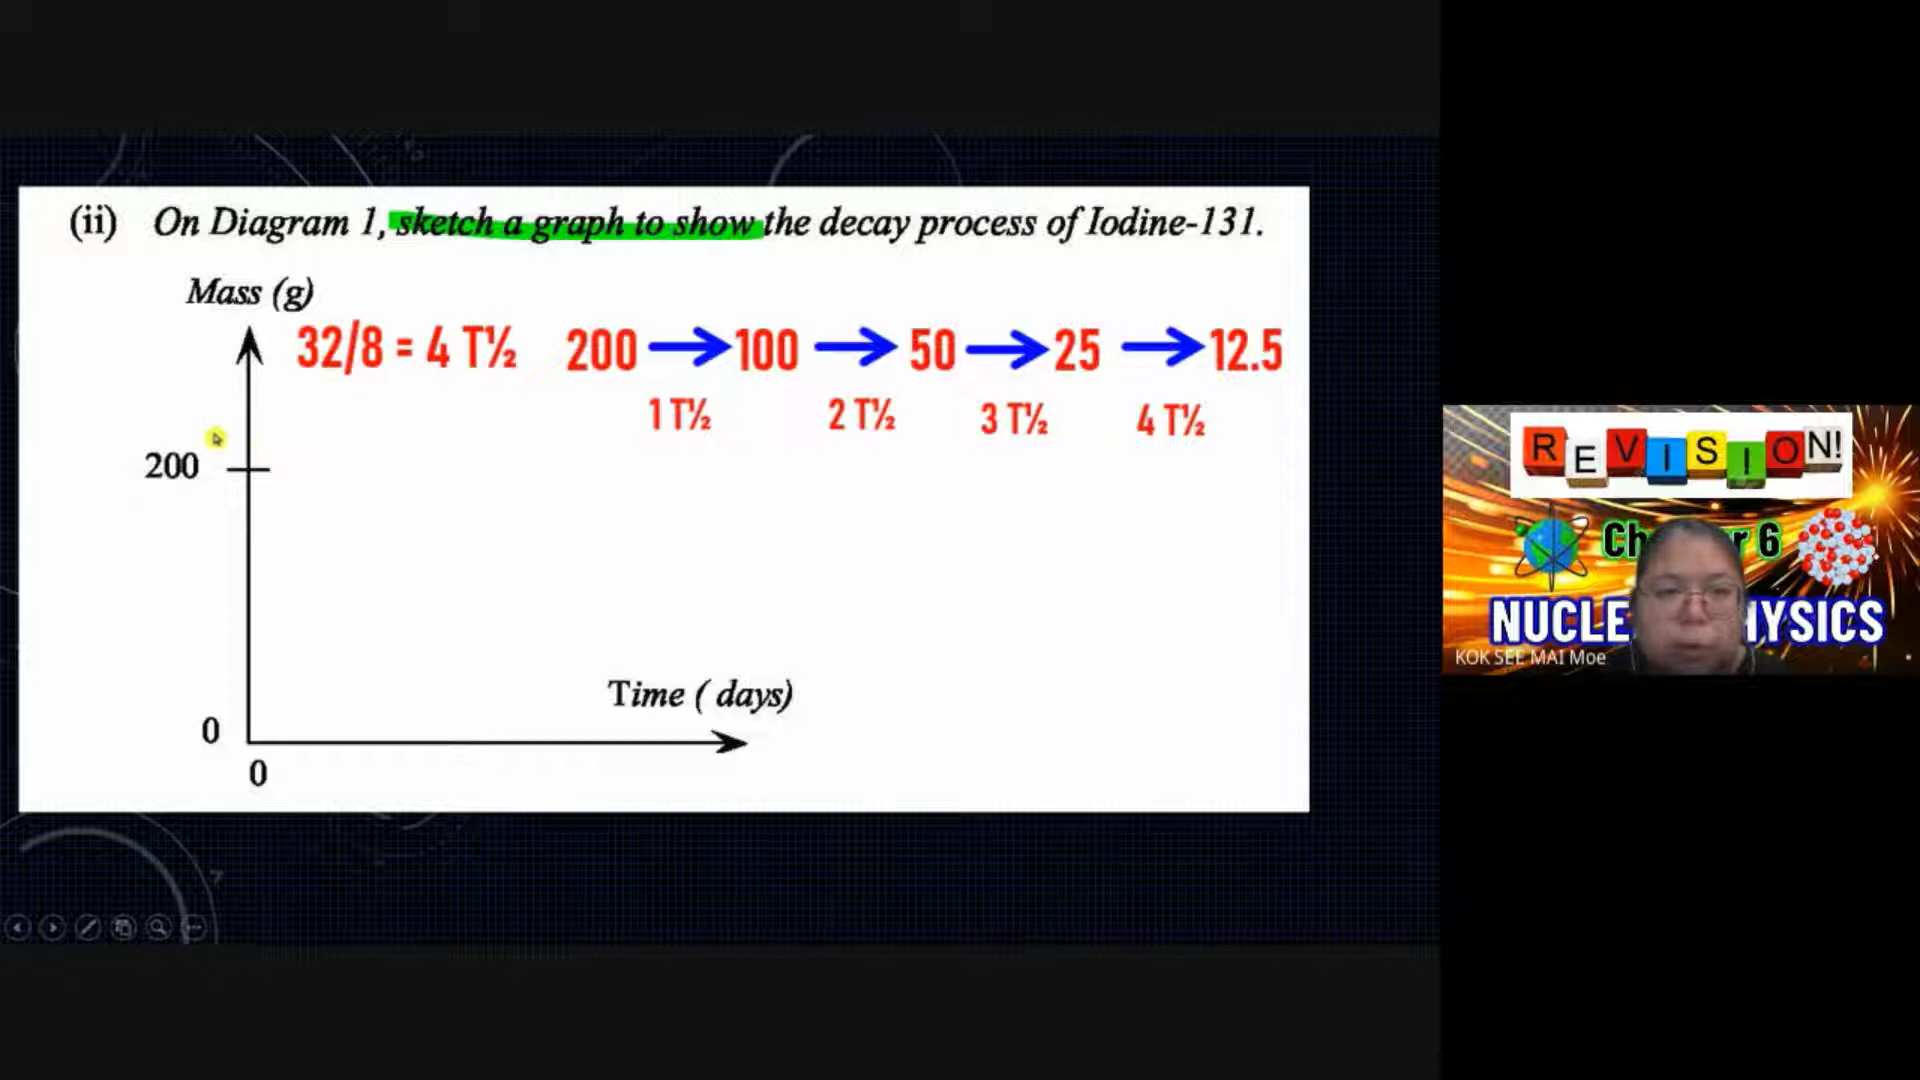 (ii) On Diagram 1, sketch a graph to show the decay process of Iodine-131.
Mass (g)
32/8 = 4 T½ 200 → 100 → 50 → 25 → 12.5
1 T½ 2 T½ 3 T½ 4 T½
200
Time ( days)
0
0
REVISION!
6
KOK SEE MAI Moe